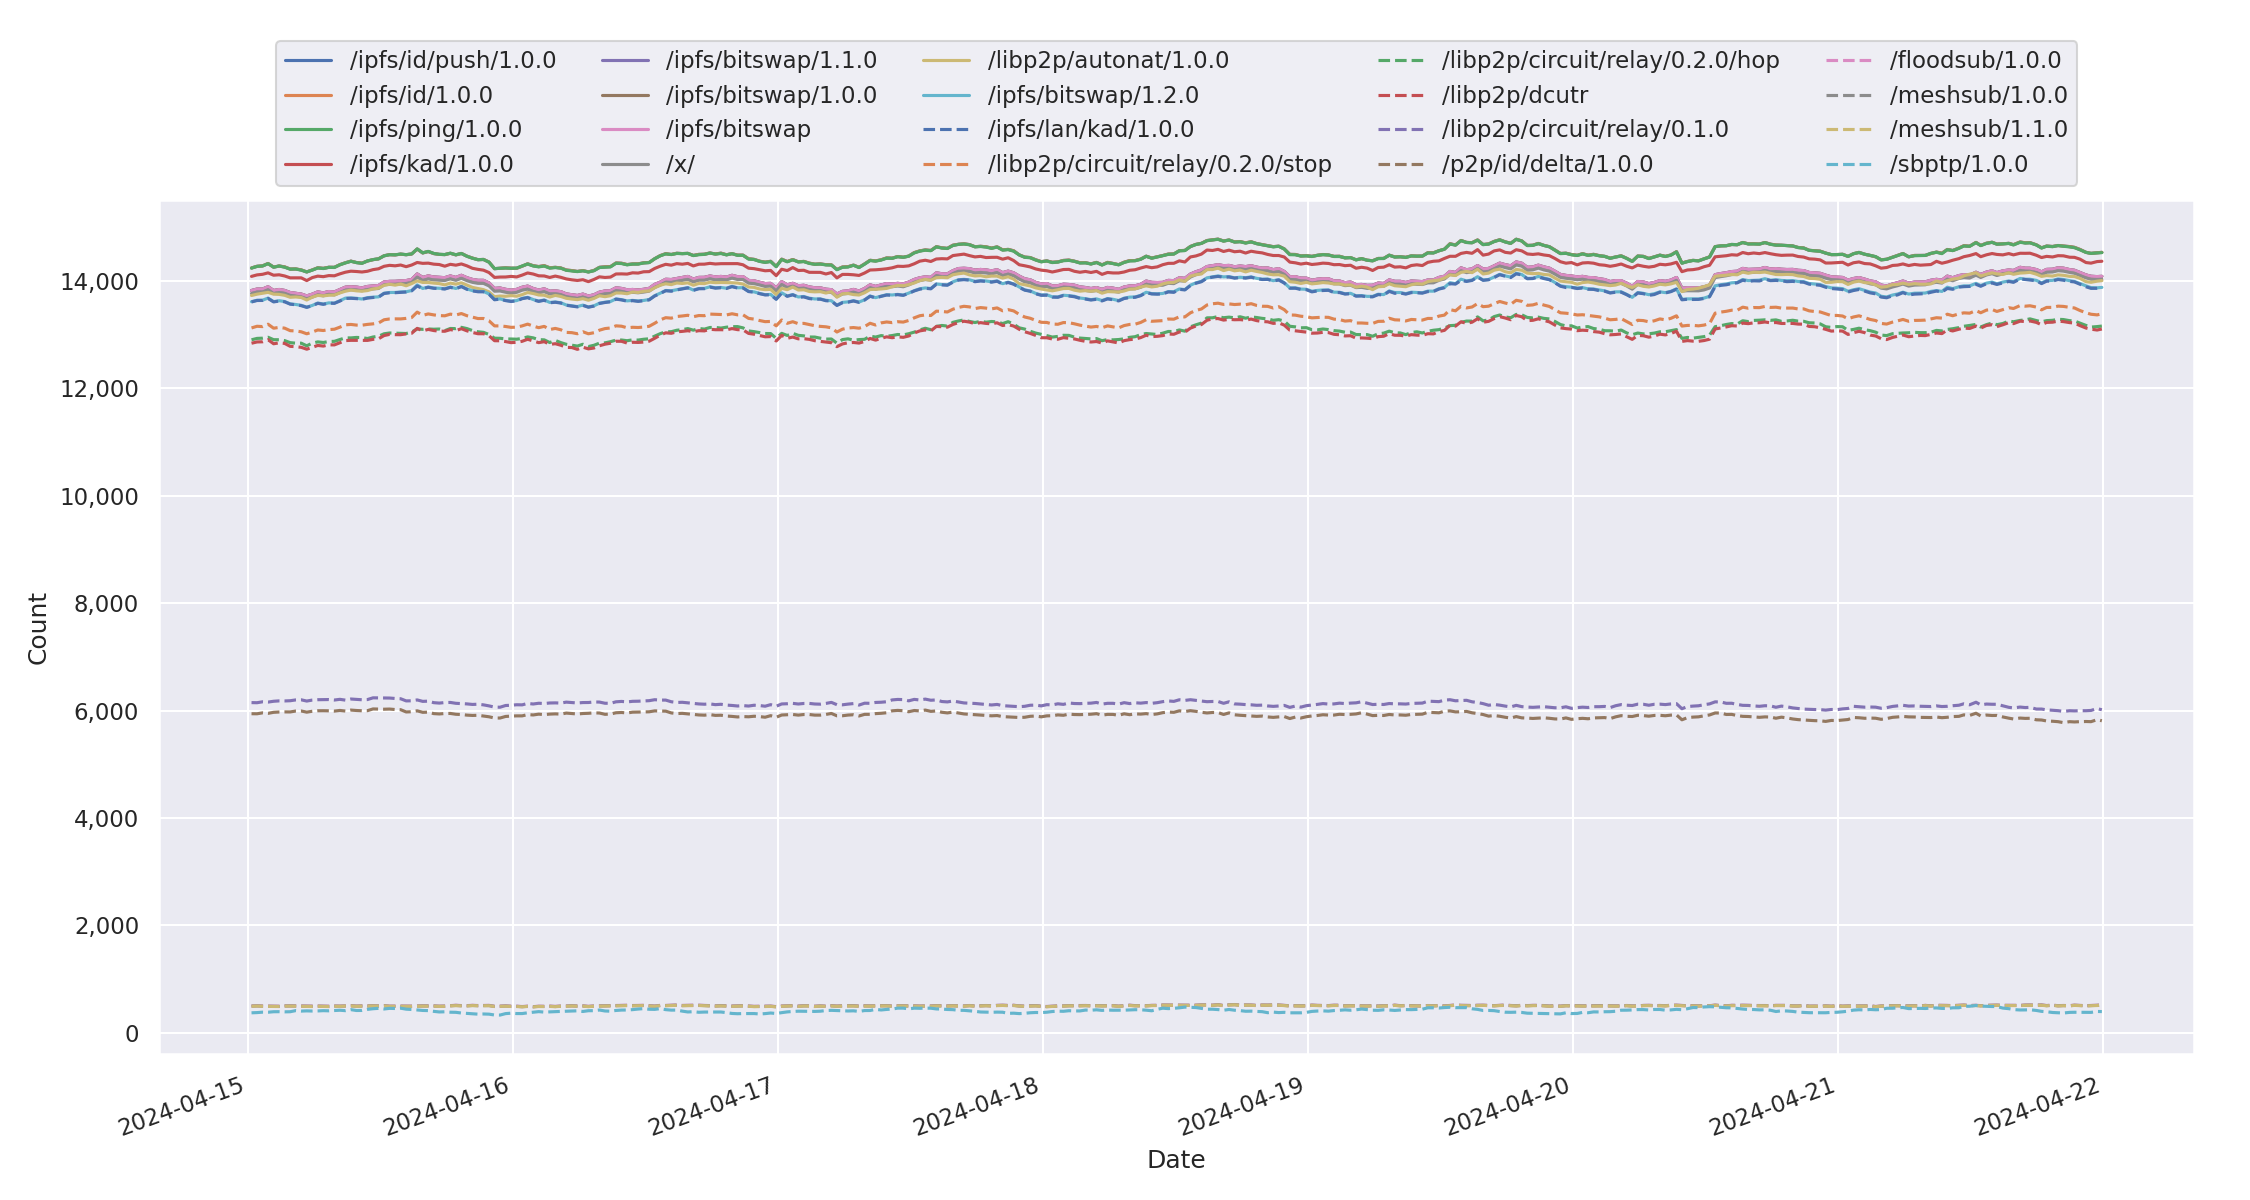 /ipfs/id/push/1.0.0
/ipfs/id/1.0.0
/ipfs/ping/1.0.0
/ipfs/kad/1.0.0
/ipfs/bitswap/1.1.0
/ipfs/bitswap/1.0.0
/ipfs/bitswap
/x/
/libp2p/autonat/1.0.0
/ipfs/bitswap/1.2.0
/ipfs/lan/kad/1.0.0
/libp2p/circuit/relay/0.2.0/stop
/libp2p/circuit/relay/0.2.0/hop
/libp2p/dcutr
/libp2p/circuit/relay/0.1.0
/p2p/id/delta/1.0.0
/floodsub/1.0.0
/meshsub/1.0.0
/meshsub/1.1.0
/sbptp/1.0.0
Count
14,000
12,000
10,000
8,000
6,000
4,000
2,000
0
2024-04-15
2024-04-16
2024-04-17
2024-04-18
2024-04-19
2024-04-20
2024-04-21
2024-04-22
Date